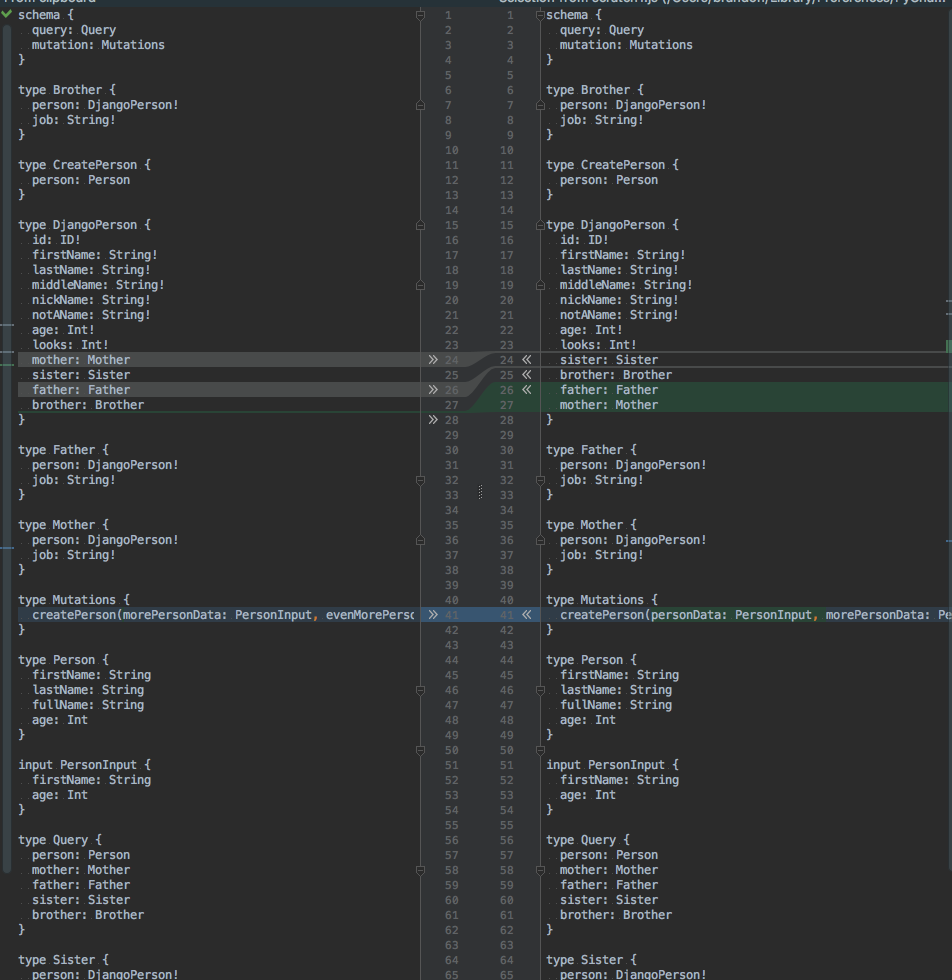 schema { 1 1 schema {
query: Query 2 2 query: Query
mutation: Mutations 3 3 mutation: Mutations
} 4 4 }
5 5
type Brother { 6 6 type Brother {
person: DjangoPerson! 7 7 person: DjangoPerson!
job: String! 8 8 job: String!
} 9 9 }
10 10
type CreatePerson { 11 11 type CreatePerson {
person: Person 12 12 person: Person
} 13 13 }
14 14
type DjangoPerson { 15 15 type DjangoPerson {
id: ID! 16 16 id: ID!
firstName: String! 17 17 firstName: String!
lastName: String! 18 18 lastName: String!
middleName: String! 19 19 middleName: String!
nickName: String! 20 20 nickName: String!
notAName: String! 21 21 notAName: String!
age: Int! 22 22 age: Int!
looks: Int! 23 23 looks: Int!
mother: Mother » 24 24 « sister: Sister
sister: Sister 25 25 « brother: Brother
father: Father » 26 26 « father: Father
brother: Brother 27 27 mother: Mother
} » 28 28 }
29 29
type Father { 30 30 type Father {
person: DjangoPerson! 31 31 person: DjangoPerson!
job: String! 32 32 job: String!
} 33 33 }
34 34
type Mother { 35 35 type Mother {
person: DjangoPerson! 36 36 person: DjangoPerson!
job: String! 37 37 job: String!
} 38 38 }
39 39
type Mutations { 40 40 type Mutations {
createPerson(morePersonData: PersonInput, evenMorePerso » 41 41 « createPerson(personData: PersonInput, morePersonData: Pe
} 42 42 }
43 43
type Person { 44 44 type Person {
firstName: String 45 45 firstName: String
lastName: String 46 46 lastName: String
fullName: String 47 47 fullName: String
age: Int 48 48 age: Int
} 49 49 }
50 50
input PersonInput { 51 51 input PersonInput {
firstName: String 52 52 firstName: String
age: Int 53 53 age: Int
} 54 54 }
55 55
type Query { 56 56 type Query {
person: Person 57 57 person: Person
mother: Mother 58 58 mother: Mother
father: Father 59 59 father: Father
sister: Sister 60 60 sister: Sister
brother: Brother 61 61 brother: Brother
} 62 62 }
63 63
type Sister { 64 64 type Sister {
person: DjangoPerson! 65 65 person: DjangoPerson!